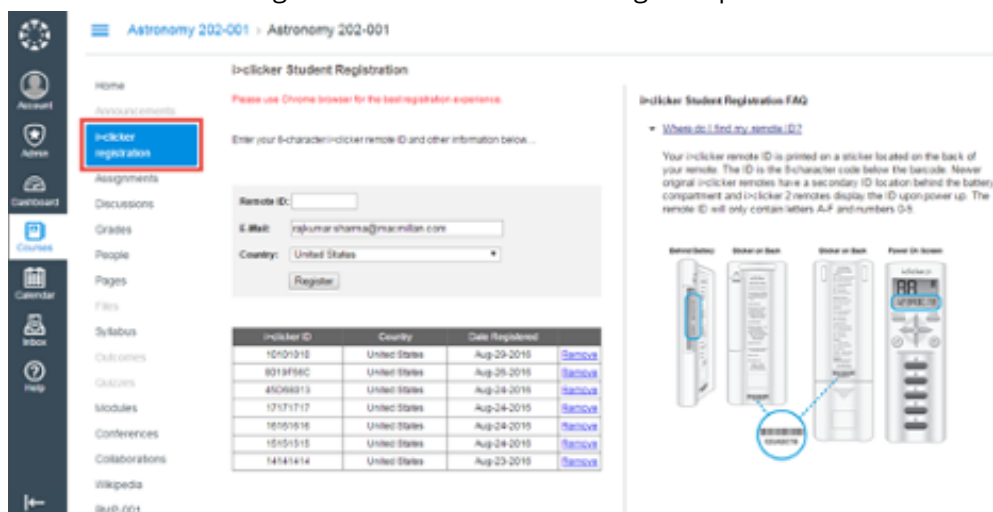 Astronomy 202-001 > Astronomy 202-001
Account
Admin
Dashboard
Courses
Calendar
Inbox
Help
Home
Announcements
i>clicker
registration
Assignments
Discussions
Grades
People
Pages
Files
Syllabus
Outcomes
Quizzes
Modules
Conferences
Collaborations
Wikipedia
i>clicker Student Registration
Please use Chrome browser for the best registration experience.
Enter your 8-character i>clicker remote ID and other information below...
Remote ID:
E-Mail: rajkumar.sharma@macmillan.com
Country: United States
Register
i>clicker ID Country Date Registered
10101010 United States Aug-29-2016 Remove
8019F56C United States Aug-26-2016 Remove
United States Aug-24-2016 Remove
17171717 United States Aug-24-2016 Remove
16161616 United States Aug-24-2016 Remove
15151515 United States Aug-24-2016 Remove
14141414 United States Aug-23-2016 Remove
i>clicker Student Registration FAQ
Where do I find my remote ID?
Your i>clicker remote ID is printed on a sticker located on the back of
your remote. The ID is the 8-character code below the barcode. Newer
original i>clicker remotes have a secondary ID location behind the battery
compartment and i>clicker 2 remotes display the ID upon power up. The
remote ID will only contain letters A-F and numbers 0-9.
Behind Battery
Sticker on Back
Sticker on Back
Power On Screen